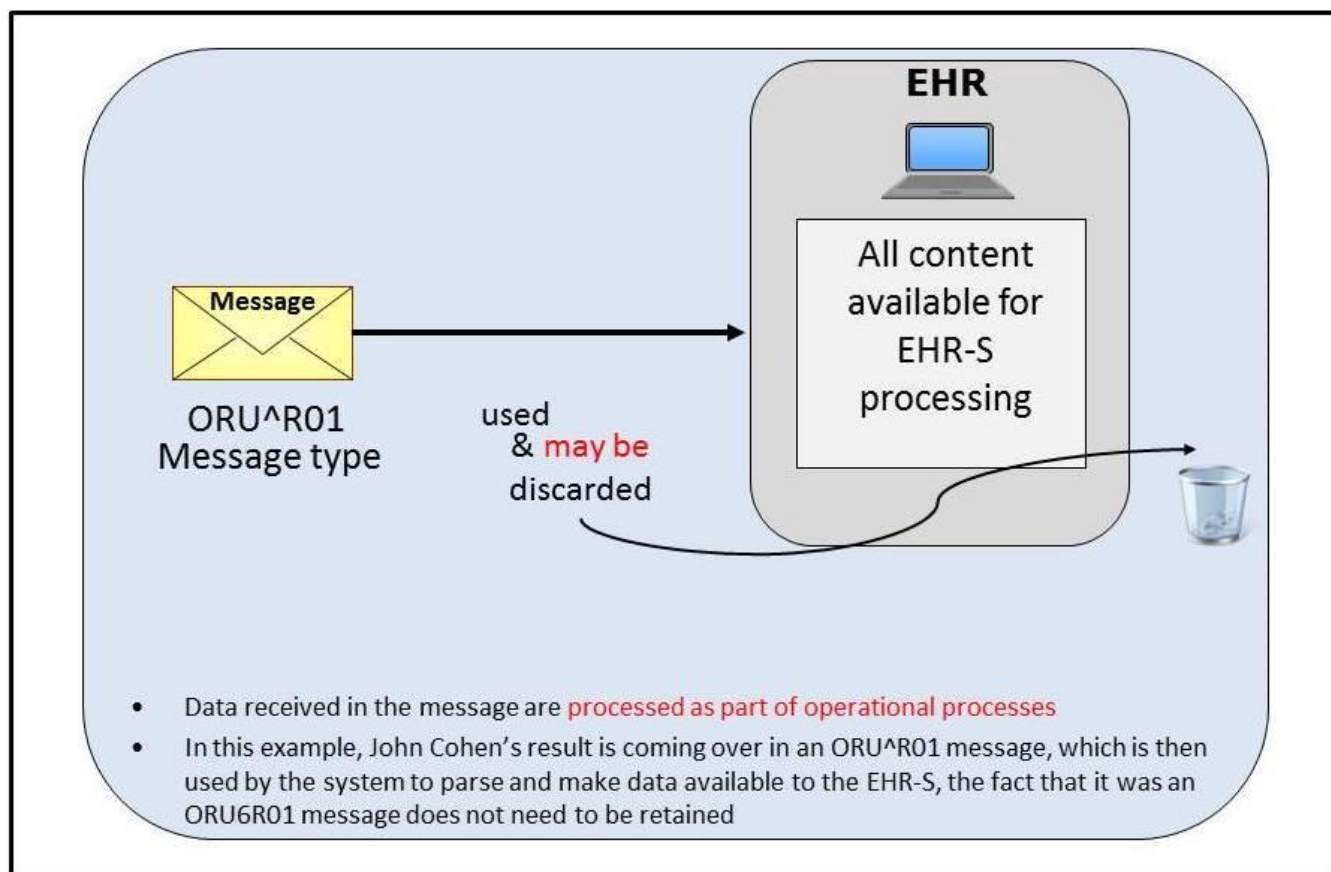 EHR
All content
available for
EHR-S
processing
Message
ORU^R01
Message type
used
& may be
discarded
• Data received in the message are processed as part of operational processes
• In this example, John Cohen's result is coming over in an ORU^R01 message, which is then
used by the system to parse and make data available to the EHR-S, the fact that it was an
ORU6R01 message does not need to be retained